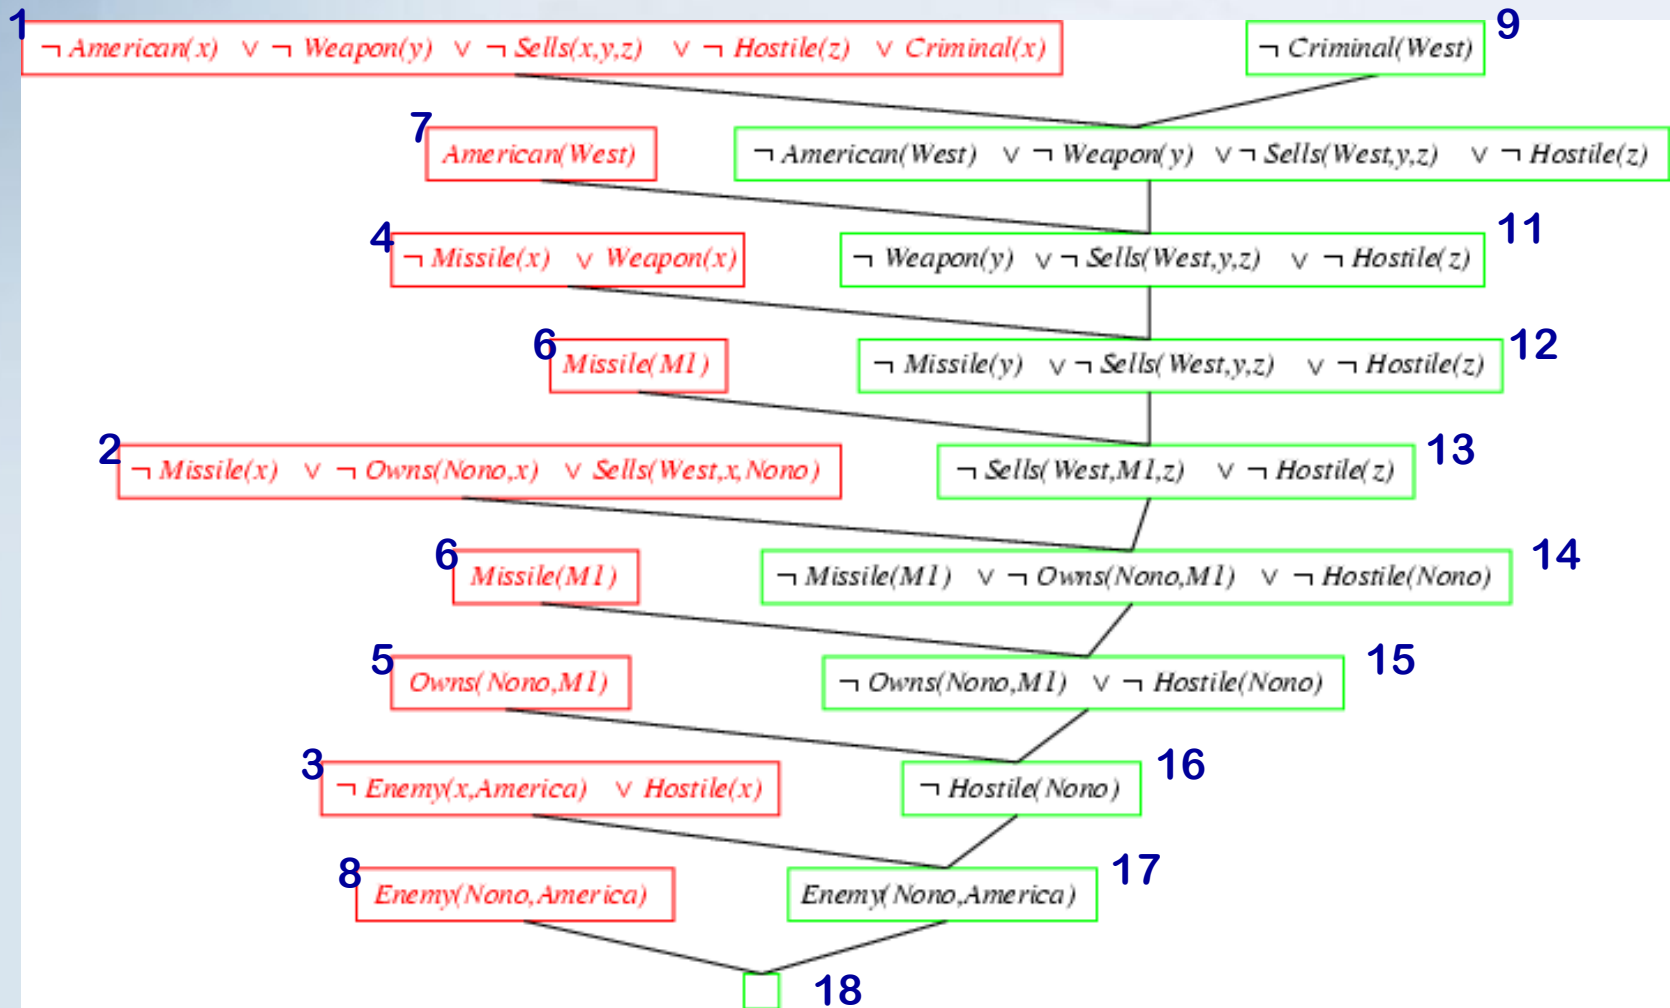 1 ¬ American(x) ∨ ¬ Weapon(y) ∨ ¬ Sells(x,y,z) ∨ ¬ Hostile(z) ∨ Criminal(x) ¬ Criminal(West) 9
7 American(West) ¬ American(West) ∨ ¬ Weapon(y) ∨ ¬ Sells(West,y,z) ∨ ¬ Hostile(z)
4 ¬ Missile(x) ∨ Weapon(x) ¬ Weapon(y) ∨ ¬ Sells(West,y,z) ∨ ¬ Hostile(z) 11
6 Missile(M1) ¬ Missile(y) ∨ ¬ Sells(West,y,z) ∨ ¬ Hostile(z) 12
2 ¬ Missile(x) ∨ ¬ Owns(Nono,x) ∨ Sells(West,x,Nono) ¬ Sells(West,M1,z) ∨ ¬ Hostile(z) 13
6 Missile(M1) ¬ Missile(M1) ∨ ¬ Owns(Nono,M1) ∨ ¬ Hostile(Nono) 14
5 Owns(Nono,M1) ¬ Owns(Nono,M1) ∨ ¬ Hostile(Nono) 15
3 ¬ Enemy(x,America) ∨ Hostile(x) ¬ Hostile(Nono) 16
8 Enemy(Nono,America) Enemy(Nono,America) 17
18